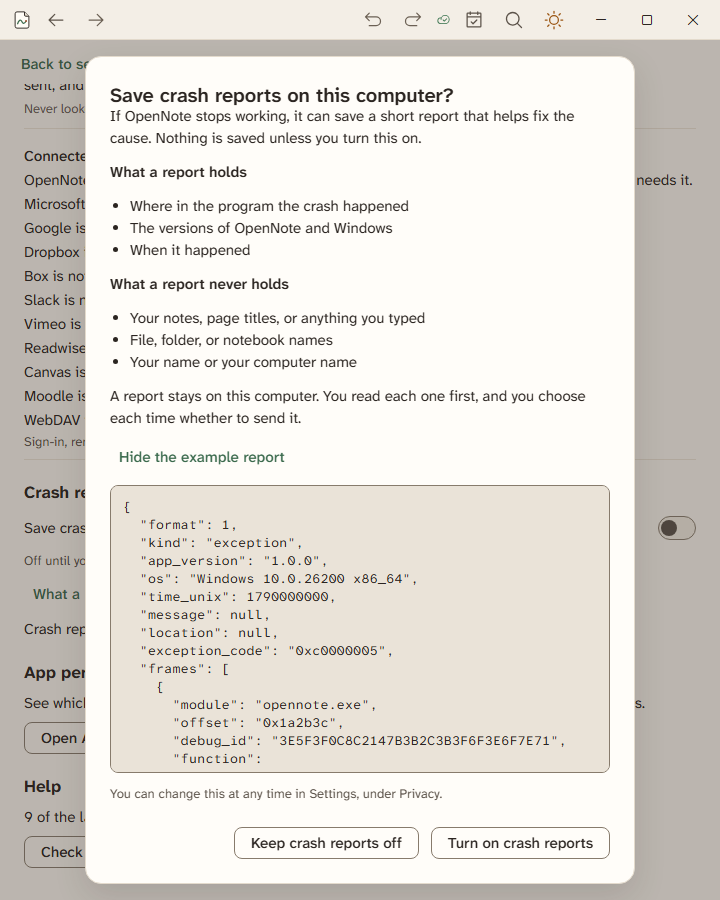 Back to se
sent, and
Never look
Connecte
OpenNote
needs it.
Microsoft
Google is
Dropbox
Box is no
Slack is n
Vimeo is
Readwise
Canvas is
Moodle is
WebDAV
Sign-in, re
Crash re
Save cras
Off until yo
What a
Crash rep
App per
See which
s.
Open A
Help
9 of the la
Check
Save crash reports on this computer?
If OpenNote stops working, it can save a short report that helps fix the
cause. Nothing is saved unless you turn this on.
What a report holds
• Where in the program the crash happened
• The versions of OpenNote and Windows
• When it happened
What a report never holds
• Your notes, page titles, or anything you typed
• File, folder, or notebook names
• Your name or your computer name
A report stays on this computer. You read each one first, and you choose
each time whether to send it.
Hide the example report
{
  "format": 1,
  "kind": "exception",
  "app_version": "1.0.0",
  "os": "Windows 10.0.26200 x86_64",
  "time_unix": 1790000000,
  "message": null,
  "location": null,
  "exception_code": "0xc0000005",
  "frames": [
    {
      "module": "opennote.exe",
      "offset": "0x1a2b3c",
      "debug_id": "3E5F3F0C8C2147B3B2C3B3F6F3E6F7E71",
      "function":
You can change this at any time in Settings, under Privacy.
Keep crash reports off
Turn on crash reports